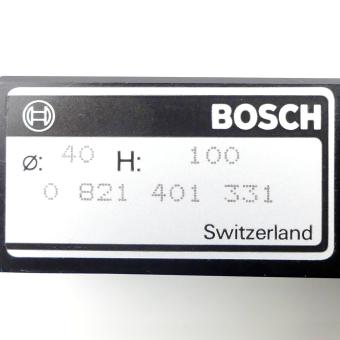 BOSCH
ø: 40 H: 100
0 821 401 331
Switzerland